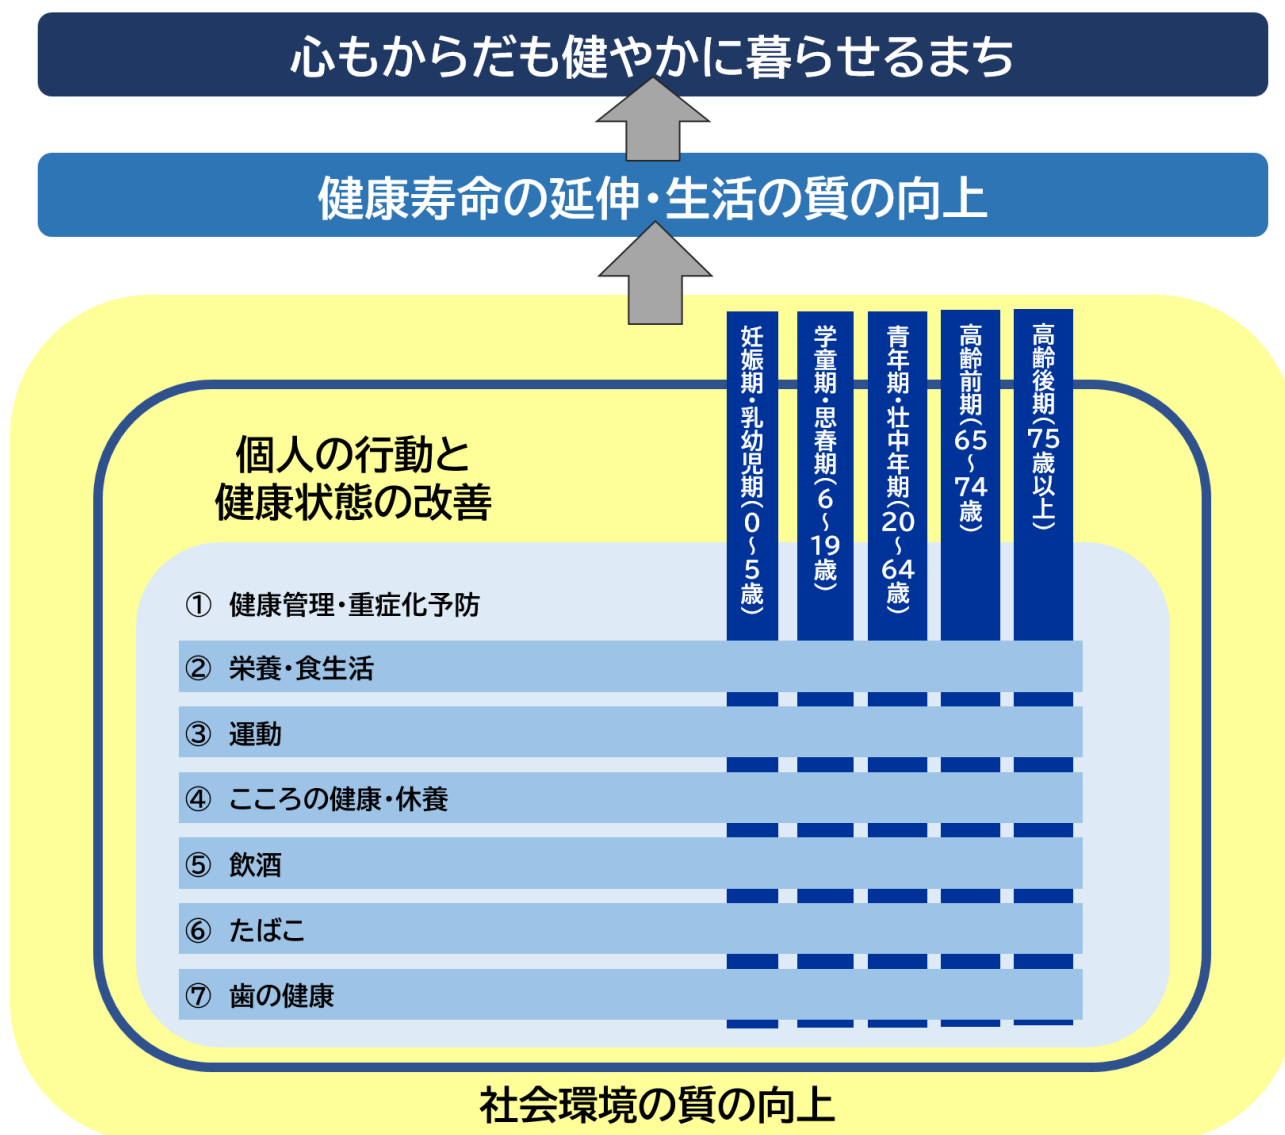 心もからだも健やかに暮らせるまち
健康寿命の延伸・生活の質の向上
妊娠期・乳幼児期(0~5歳)
学童期・思春期(6~19歳)
青年期・壮中年期(20~64歳)
高齢前期(65~74歳)
高齢後期(75歳以上)
個人の行動と
健康状態の改善
① 健康管理・重症化予防
② 栄養・食生活
③ 運動
④ こころの健康・休養
⑤ 飲酒
⑥ たばこ
⑦ 歯の健康
社会環境の質の向上